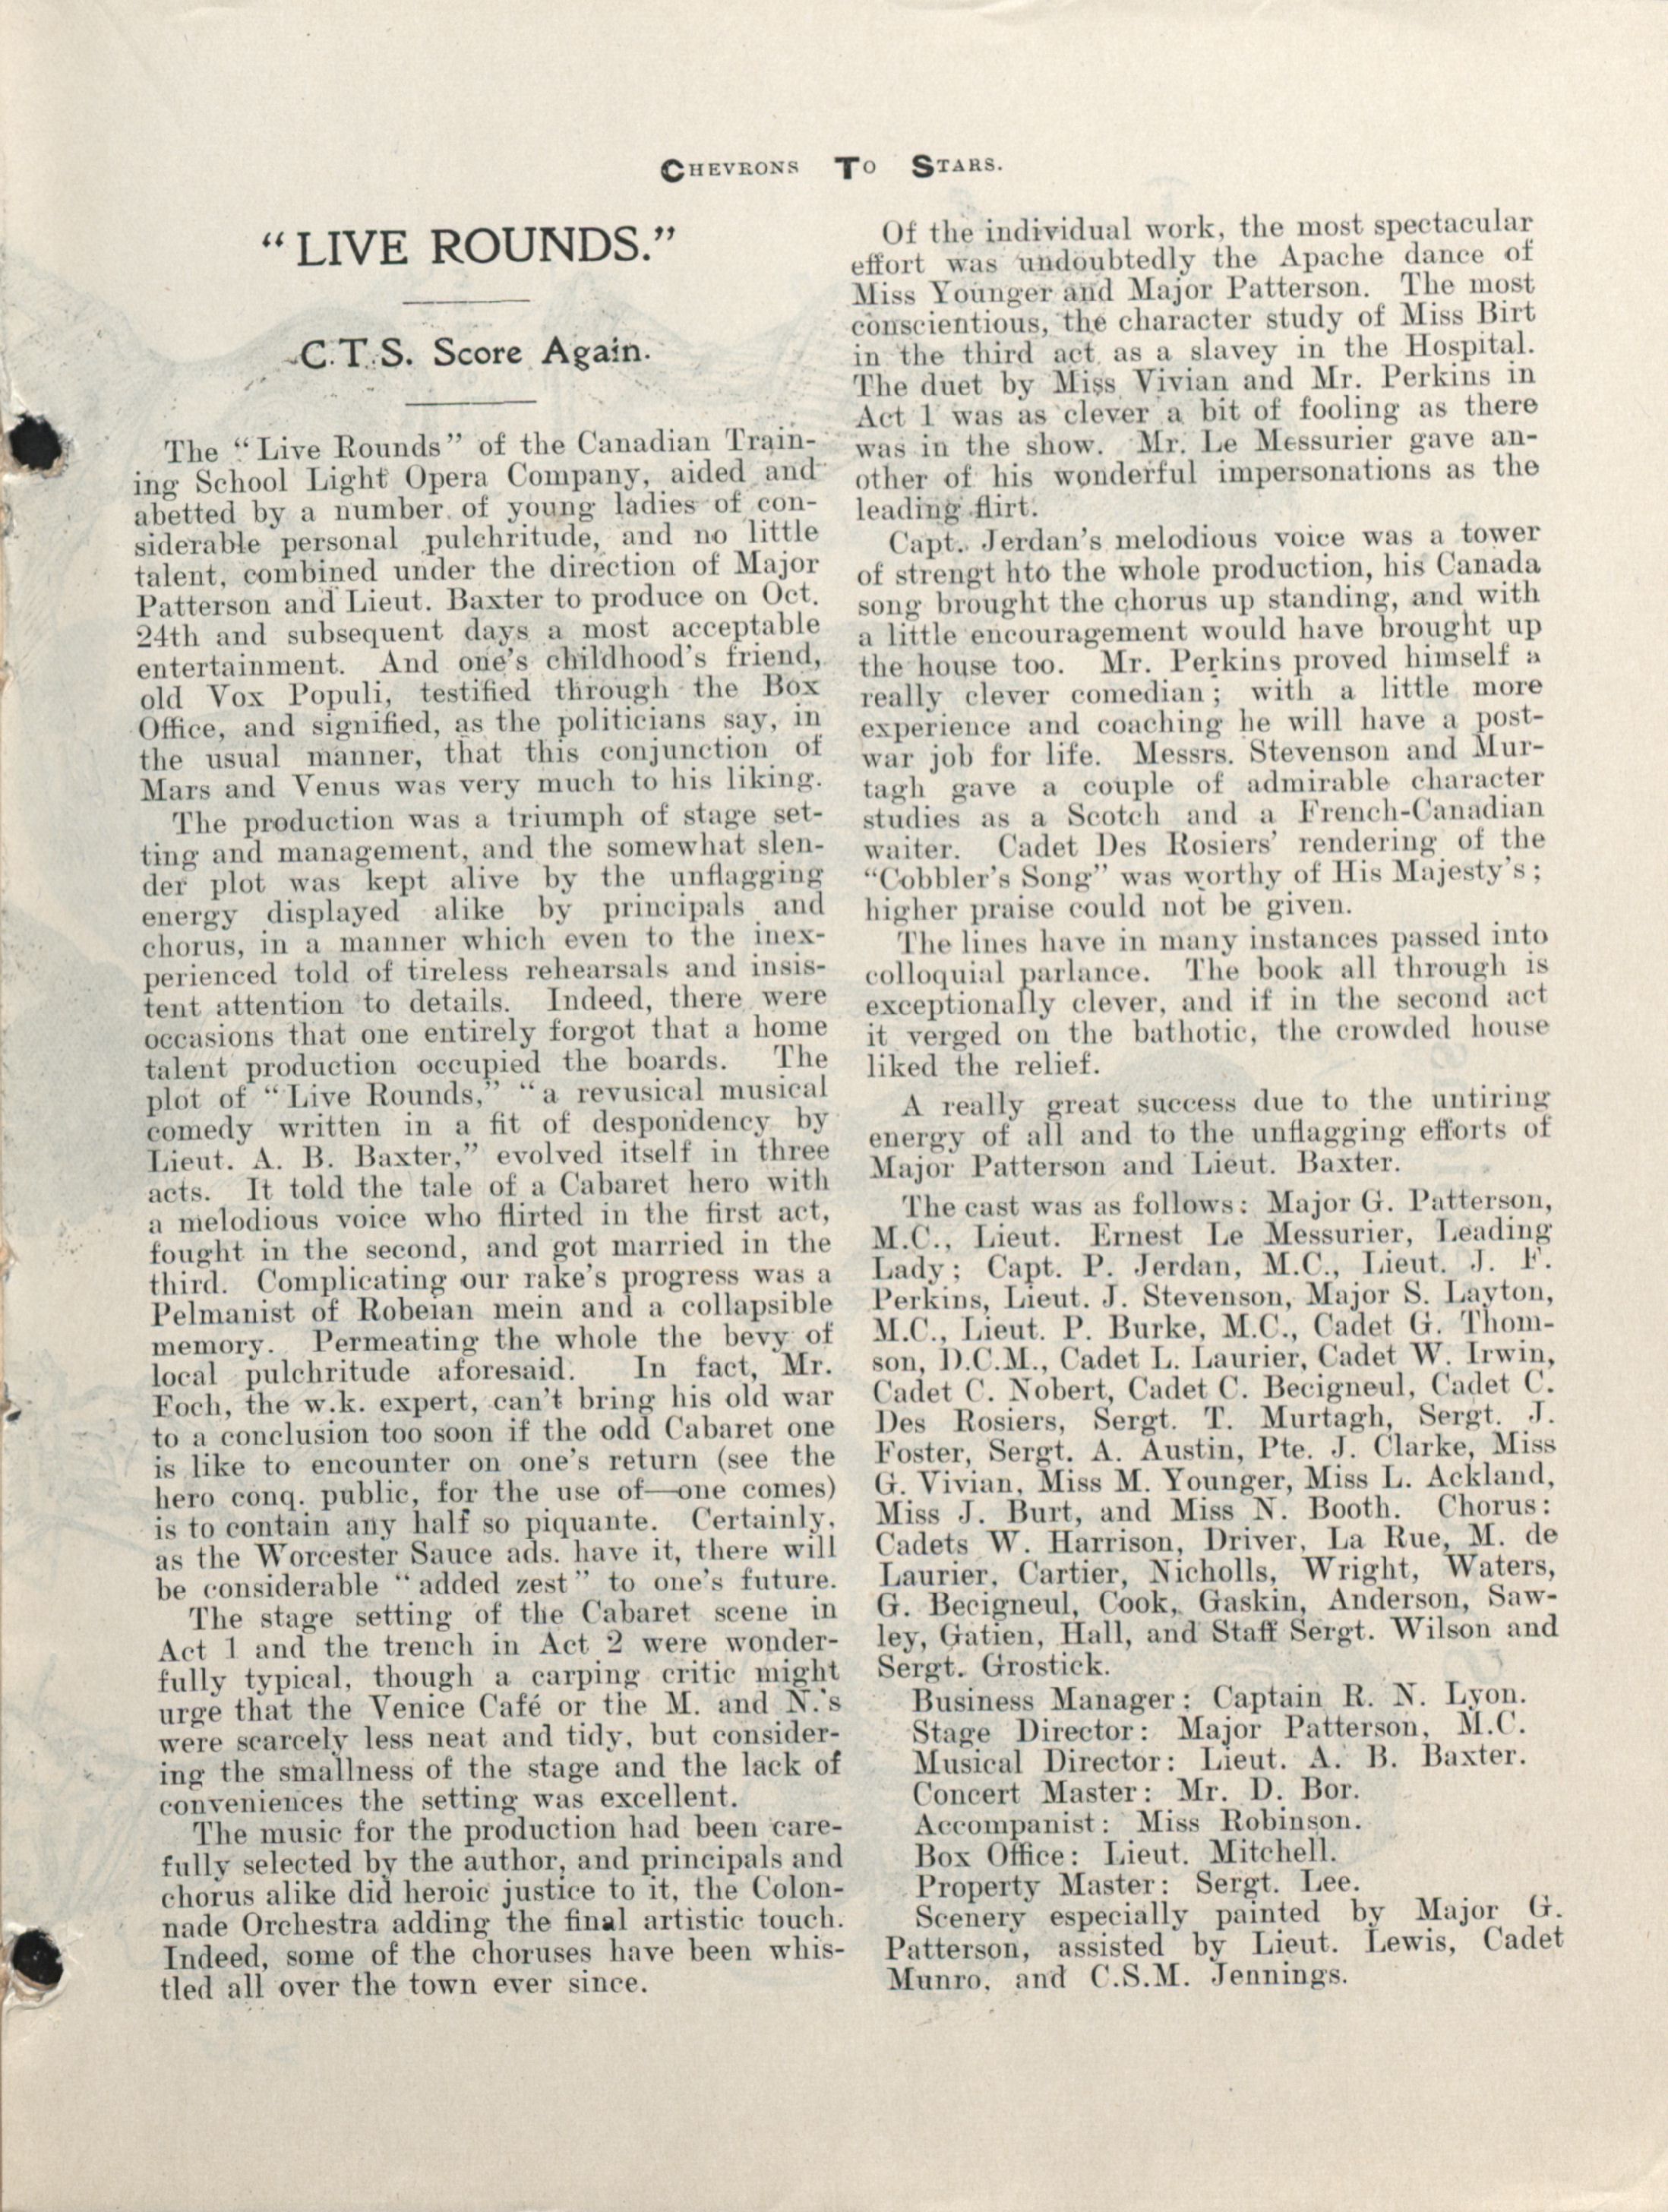 CHEVRONS TO STARS.
"LIVE ROUNDS."
C.T.S. Score Again.
The "Live Rounds" of the Canadian Train-
ing School Light Opera Company, aided and
abetted by a number of young ladies of con-
siderable personal pulchritude, and no little
talent, combined under the direction of Major
Patterson and Lieut. Baxter to produce on Oct.
24th and subsequent days a most acceptable
entertainment. And one's childhood's friend,
old Vox Populi, testified through the Box
Office, and signified, as the politicians say, in
the usual manner, that this conjunction of
Mars and Venus was very much to his liking.
The production was a triumph of stage set-
ting and management, and the somewhat slen-
der plot was kept alive by the unflagging
energy displayed alike by principals and
chorus, in a manner which even to the inex-
perienced told of tireless rehearsals and insis-
tent attention to details. Indeed, there were
occasions that one entirely forgot that a home
talent production occupied the boards. The
plot of "Live Rounds," "a revusical musical
comedy written in a fit of despondency by
Lieut. A. B. Baxter," evolved itself in three
acts. It told the tale of a Cabaret hero with
a melodious voice who flirted in the first act,
fought in the second, and got married in the
third. Complicating our rake's progress was a
Pelmanist of Robeian mein and a collapsible
memory. Permeating the whole the bevy of
local pulchritude aforesaid. In fact, Mr.
Foch, the w.k. expert, can't bring his old war
to a conclusion too soon if the odd Cabaret one
is like to encounter on one's return (see the
hero conq. public, for the use of—one comes)
is to contain any half so piquante. Certainly,
as the Worcester Sauce ads. have it, there will
be considerable "added zest" to one's future.
The stage setting of the Cabaret scene in
Act 1 and the trench in Act 2 were wonder-
fully typical, though a carping critic might
urge that the Venice Café or the M. and N.'s
were scarcely less neat and tidy, but consider-
ing the smallness of the stage and the lack of
conveniences the setting was excellent.
The music for the production had been care-
fully selected by the author, and principals and
chorus alike did heroic justice to it, the Colon-
nade Orchestra adding the final artistic touch.
Indeed, some of the choruses have been whis-
tled all over the town ever since.
Of the individual work, the most spectacular
effort was undoubtedly the Apache dance of
Miss Younger and Major Patterson. The most
conscientious, the character study of Miss Birt
in the third act as a slavey in the Hospital.
The duet by Miss Vivian and Mr. Perkins in
Act 1 was as clever a bit of fooling as there
was in the show. Mr. Le Messurier gave an-
other of his wonderful impersonations as the
leading flirt.
Capt. Jerdan's melodious voice was a tower
of strengt hto the whole production, his Canada
song brought the chorus up standing, and with
a little encouragement would have brought up
the house too. Mr. Perkins proved himself a
really clever comedian; with a little more
experience and coaching he will have a post-
war job for life. Messrs. Stevenson and Mur-
tagh gave a couple of admirable character
studies as a Scotch and a French-Canadian
waiter. Cadet Des Rosiers' rendering of the
"Cobbler's Song" was worthy of His Majesty's;
higher praise could not be given.
The lines have in many instances passed into
colloquial parlance. The book all through is
exceptionally clever, and if in the second act
it verged on the bathotic, the crowded house
liked the relief.
A really great success due to the untiring
energy of all and to the unflagging efforts of
Major Patterson and Lieut. Baxter.
The cast was as follows: Major G. Patterson,
M.C., Lieut. Ernest Le Messurier, Leading
Lady; Capt. P. Jerdan, M.C., Lieut. J. F.
Perkins, Lieut. J. Stevenson, Major S. Layton,
M.C., Lieut. P. Burke, M.C., Cadet G. Thom-
son, D.C.M., Cadet L. Laurier, Cadet W. Irwin,
Cadet C. Nobert, Cadet C. Becigneul, Cadet C.
Des Rosiers, Sergt. T. Murtagh, Sergt. J.
Foster, Sergt. A. Austin, Pte. J. Clarke, Miss
G. Vivian, Miss M. Younger, Miss L. Ackland,
Miss J. Burt, and Miss N. Booth. Chorus:
Cadets W. Harrison, Driver, La Rue, M. de
Laurier, Cartier, Nicholls, Wright, Waters,
G. Becigneul, Cook, Gaskin, Anderson, Saw-
ley, Gatien, Hall, and Staff Sergt. Wilson and
Sergt. Grostick.
Business Manager: Captain R. N. Lyon.
Stage Director: Major Patterson, M.C.
Musical Director: Lieut. A. B. Baxter.
Concert Master: Mr. D. Bor.
Accompanist: Miss Robinson.
Box Office: Lieut. Mitchell.
Property Master: Sergt. Lee.
Scenery especially painted by Major G.
Patterson, assisted by Lieut. Lewis, Cadet
Munro, and C.S.M. Jennings.